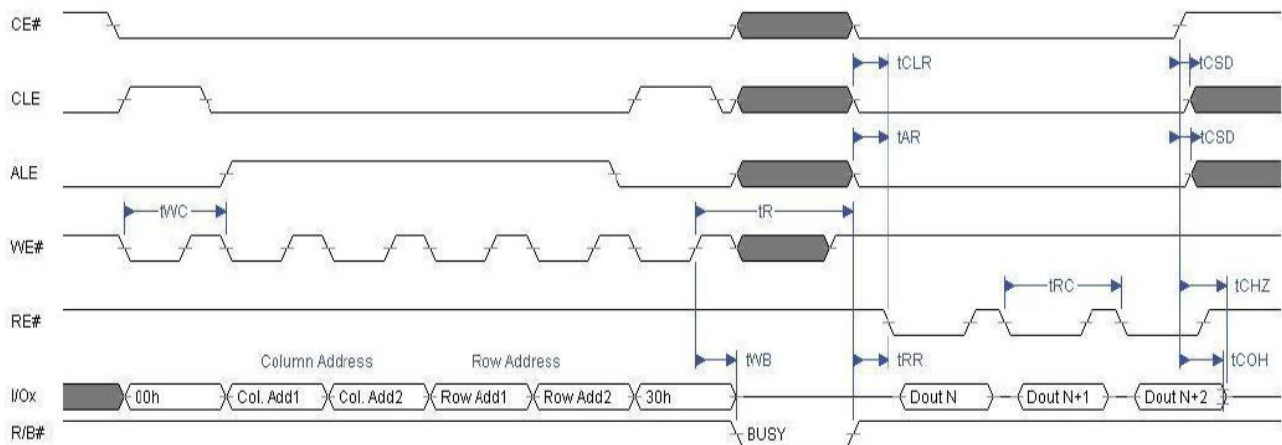 CE#
tCLR
tCSD
CLE
tAR
tCSD
ALE
tWC
tR
WE#
tRC
tCHZ
RE#
Column Address
Row Address
tWB
tRR
tCOH
I/Ox
00h
Col. Add1
Col. Add2
Row Add1
Row Add2
30h
Dout N
Dout N+1
Dout N+2
R/B#
BUSY